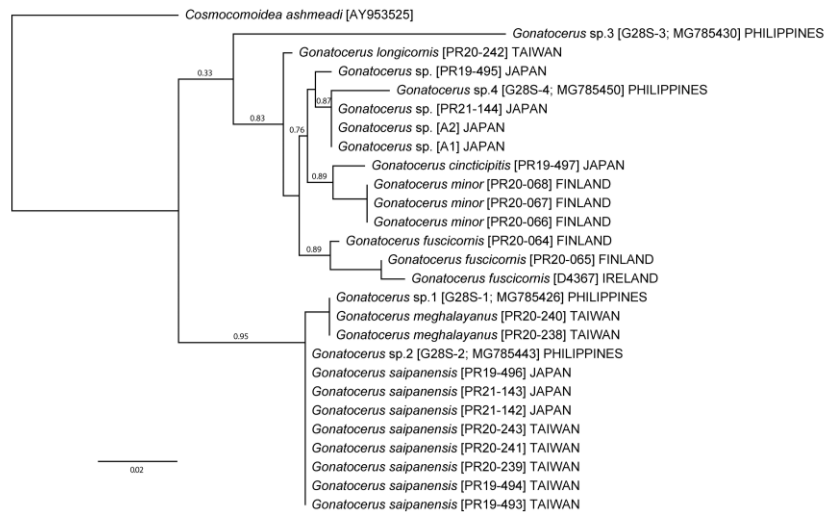 Cosmocomoidea ashmeadi [AY953525]
Gonatocerus sp.3 [G28S-3; MG785430] PHILIPPINES
0.33
Gonatocerus longicornis [PR20-242] TAIWAN
Gonatocerus sp. [PR19-495] JAPAN
0.87
Gonatocerus sp.4 [G28S-4; MG785450] PHILIPPINES
Gonatocerus sp. [PR21-144] JAPAN
0.83
0.76
Gonatocerus sp. [A2] JAPAN
Gonatocerus sp. [A1] JAPAN
Gonatocerus cincticipitis [PR19-497] JAPAN
0.89
Gonatocerus minor [PR20-068] FINLAND
Gonatocerus minor [PR20-067] FINLAND
Gonatocerus minor [PR20-066] FINLAND
Gonatocerus fuscicornis [PR20-064] FINLAND
0.89
Gonatocerus fuscicornis [PR20-065] FINLAND
Gonatocerus fuscicornis [D4367] IRELAND
Gonatocerus sp.1 [G28S-1; MG785426] PHILIPPINES
Gonatocerus meghalayanus [PR20-240] TAIWAN
Gonatocerus meghalayanus [PR20-238] TAIWAN
0.95
Gonatocerus sp.2 [G28S-2; MG785443] PHILIPPINES
Gonatocerus saipanensis [PR19-496] JAPAN
Gonatocerus saipanensis [PR21-143] JAPAN
Gonatocerus saipanensis [PR21-142] JAPAN
Gonatocerus saipanensis [PR20-243] TAIWAN
Gonatocerus saipanensis [PR20-241] TAIWAN
Gonatocerus saipanensis [PR20-239] TAIWAN
Gonatocerus saipanensis [PR19-494] TAIWAN
Gonatocerus saipanensis [PR19-493] TAIWAN
0.02